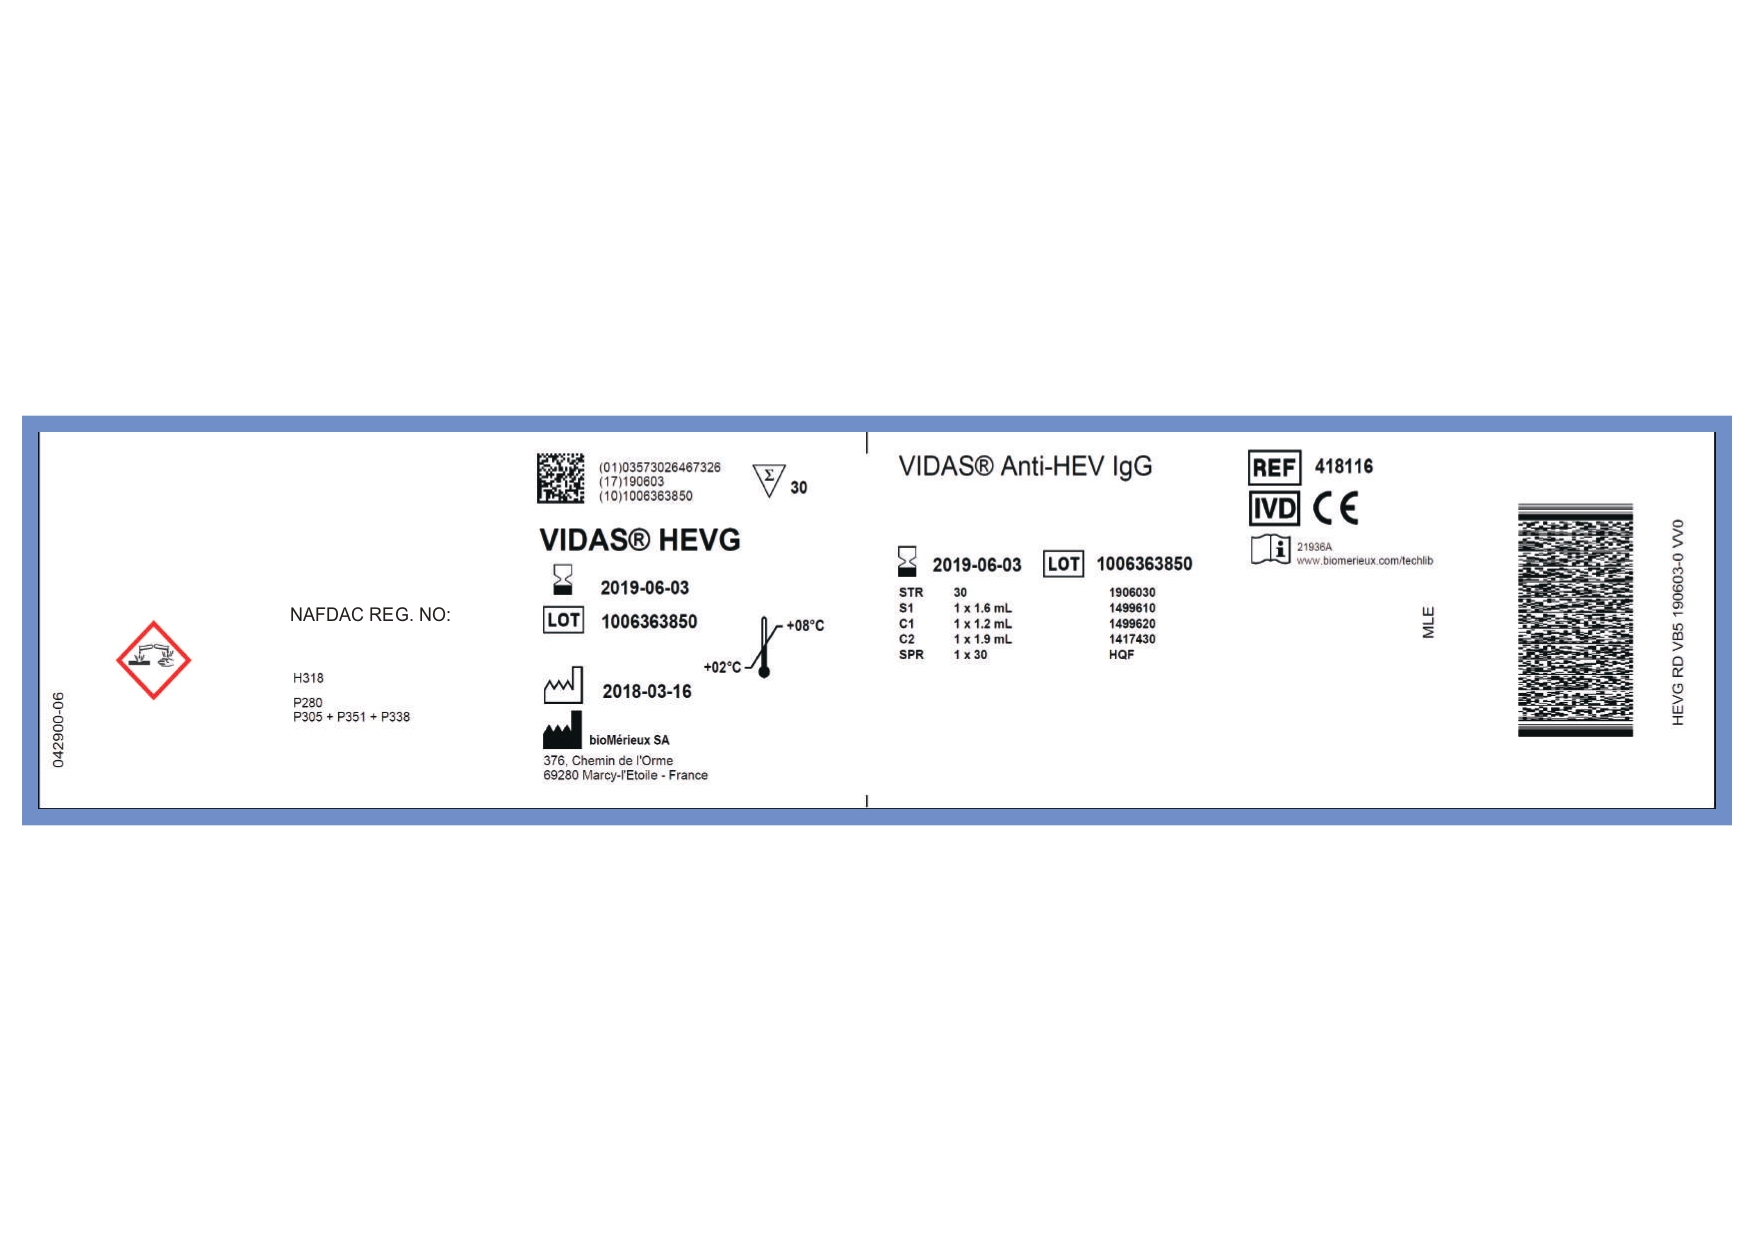 042900-06
NAFDAC REG. NO:
H318
P280
P305 + P351 + P338
(01)03573026467326
(17)190603
(10)1006363850
Σ 30
VIDAS® HEVG
2019-06-03
LOT 1006363850
+08°C
+02°C
2018-03-16
bioMérieux SA
376, Chemin de l'Orme
69280 Marcy-l'Etoile - France
VIDAS® Anti-HEV IgG
2019-06-03 LOT 1006363850
STR 30 1906030
S1 1 x 1.6 mL 1499610
C1 1 x 1.2 mL 1499620
C2 1 x 1.9 mL 1417430
SPR 1 x 30 HQF
REF 418116
IVD CE
i 21936A
www.biomerieux.com/techlib
MLE
HEVG RD VB5 190603-0 VV0